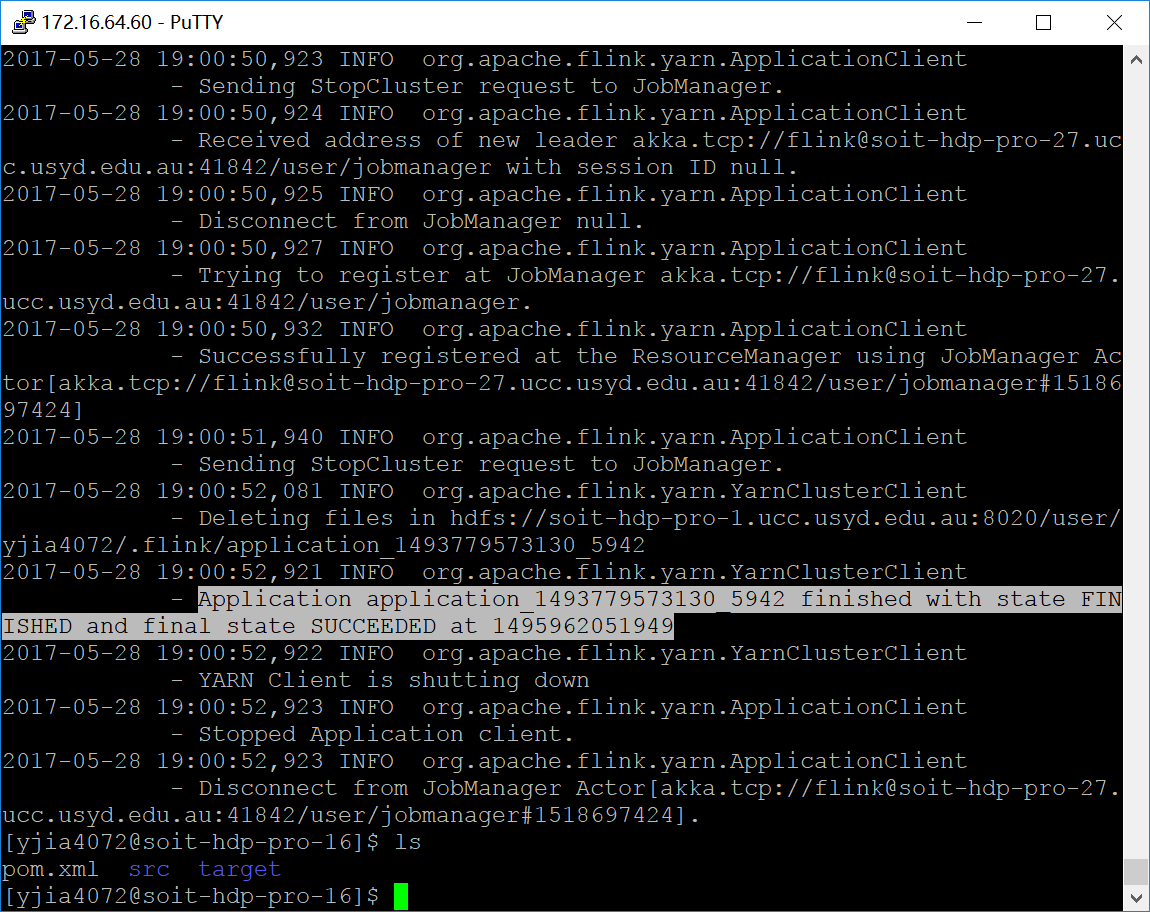 172.16.64.60 - PuTTY
2017-05-28 19:00:50,923 INFO  org.apache.flink.yarn.ApplicationClient
            - Sending StopCluster request to JobManager.
2017-05-28 19:00:50,924 INFO  org.apache.flink.yarn.ApplicationClient
            - Received address of new leader akka.tcp://flink@soit-hdp-pro-27.uc
c.usyd.edu.au:41842/user/jobmanager with session ID null.
2017-05-28 19:00:50,925 INFO  org.apache.flink.yarn.ApplicationClient
            - Disconnect from JobManager null.
2017-05-28 19:00:50,927 INFO  org.apache.flink.yarn.ApplicationClient
            - Trying to register at JobManager akka.tcp://flink@soit-hdp-pro-27.
ucc.usyd.edu.au:41842/user/jobmanager.
2017-05-28 19:00:50,932 INFO  org.apache.flink.yarn.ApplicationClient
            - Successfully registered at the ResourceManager using JobManager Ac
tor[akka.tcp://flink@soit-hdp-pro-27.ucc.usyd.edu.au:41842/user/jobmanager#15186
97424]
2017-05-28 19:00:51,940 INFO  org.apache.flink.yarn.ApplicationClient
            - Sending StopCluster request to JobManager.
2017-05-28 19:00:52,081 INFO  org.apache.flink.yarn.YarnClusterClient
            - Deleting files in hdfs://soit-hdp-pro-1.ucc.usyd.edu.au:8020/user/
yjia4072/.flink/application_1493779573130_5942
2017-05-28 19:00:52,921 INFO  org.apache.flink.yarn.YarnClusterClient
            - Application application_1493779573130_5942 finished with state FIN
ISHED and final state SUCCEEDED at 1495962051949
2017-05-28 19:00:52,922 INFO  org.apache.flink.yarn.YarnClusterClient
            - YARN Client is shutting down
2017-05-28 19:00:52,923 INFO  org.apache.flink.yarn.ApplicationClient
            - Stopped Application client.
2017-05-28 19:00:52,923 INFO  org.apache.flink.yarn.ApplicationClient
            - Disconnect from JobManager Actor[akka.tcp://flink@soit-hdp-pro-27.
ucc.usyd.edu.au:41842/user/jobmanager#1518697424].
[yjia4072@soit-hdp-pro-16]$ ls
pom.xml  src  target
[yjia4072@soit-hdp-pro-16]$